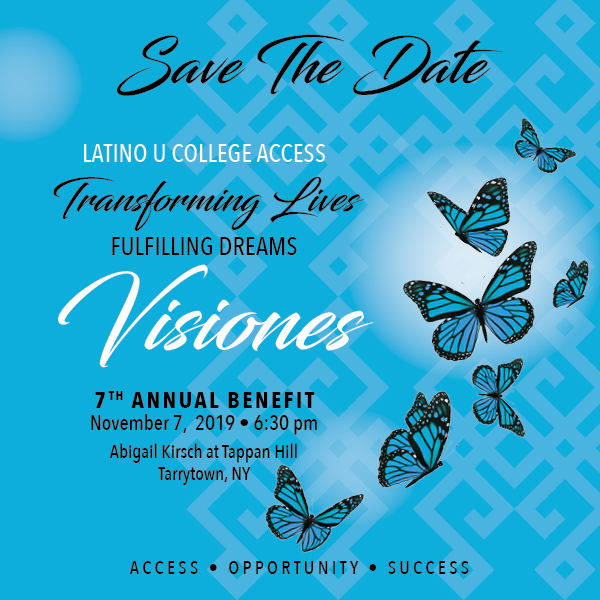 Save The Date
LATINO U COLLEGE ACCESS
Transforming Lives
FULFILLING DREAMS
Visiones
7TH ANNUAL BENEFIT
November 7, 2019 • 6:30 pm
Abigail Kirsch at Tappan Hill
Tarrytown, NY
ACCESS • OPPORTUNITY • SUCCESS